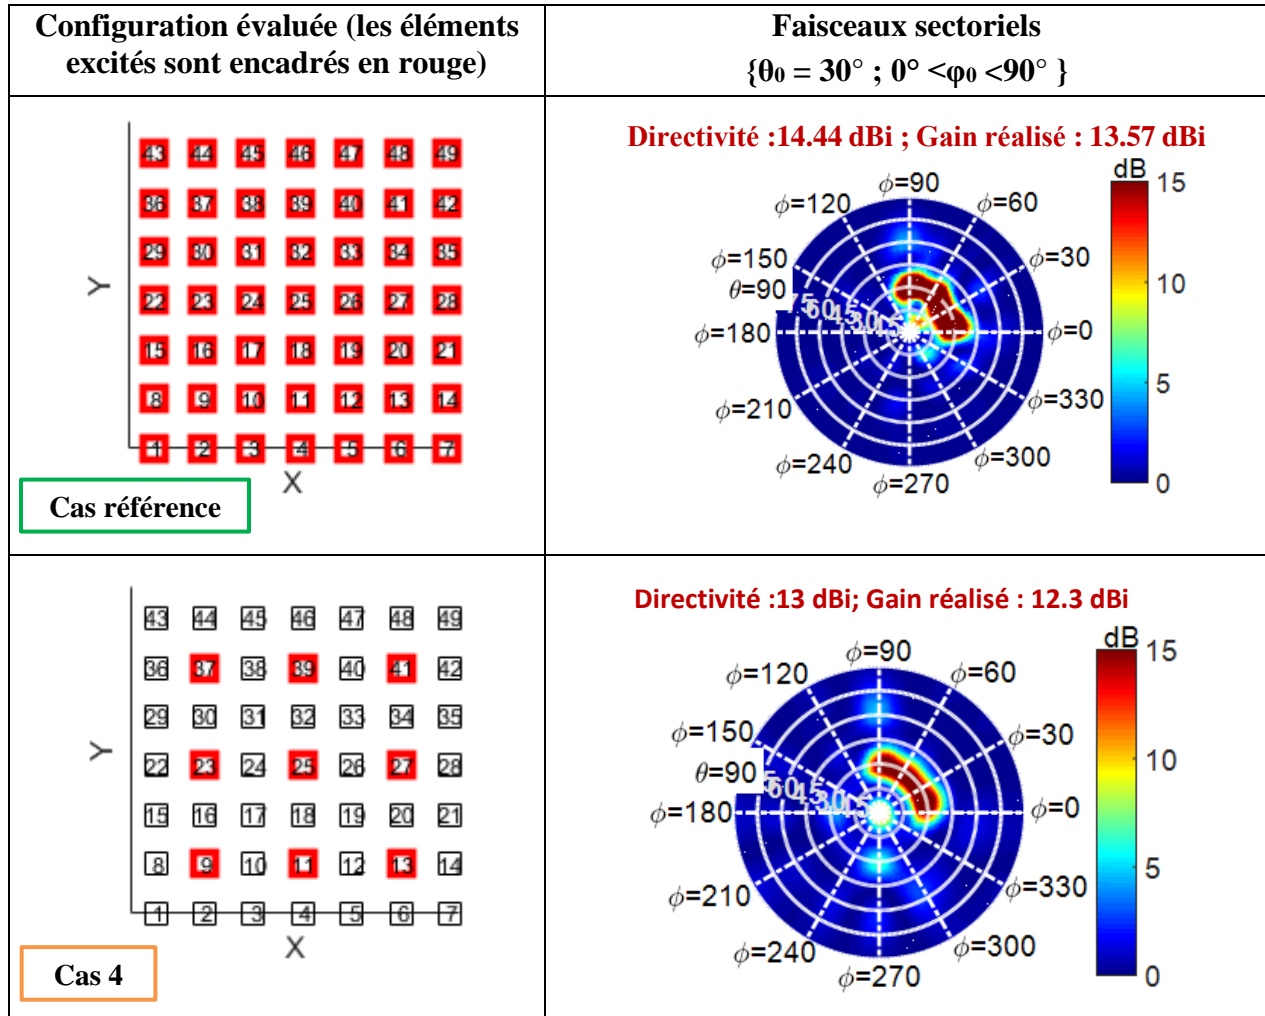 Configuration évaluée (les éléments
excités sont encadrés en rouge)
Faisceaux sectoriels
{θ₀ = 30° ; 0° <φ₀ <90° }
43 44 45 46 47 48 49
36 37 38 39 40 41 42
29 30 31 32 33 34 35
22 23 24 25 26 27 28
15 16 17 18 19 20 21
8 9 10 11 12 13 14
1 2 3 4 5 6 7
Y
X
Cas référence
Directivité :14.44 dBi ; Gain réalisé : 13.57 dBi
dB
15
10
5
0
ϕ=90
ϕ=120
ϕ=60
ϕ=150
ϕ=30
θ=90
75 60 45 30 15
ϕ=180
ϕ=0
ϕ=210
ϕ=330
ϕ=240
ϕ=300
ϕ=270
43 44 45 46 47 48 49
36 37 38 39 40 41 42
29 30 31 32 33 34 35
22 23 24 25 26 27 28
15 16 17 18 19 20 21
8 9 10 11 12 13 14
1 2 3 4 5 6 7
Y
X
Cas 4
Directivité :13 dBi; Gain réalisé : 12.3 dBi
dB
15
10
5
0
ϕ=90
ϕ=120
ϕ=60
ϕ=150
ϕ=30
θ=90
60 45 30 15
ϕ=180
ϕ=0
ϕ=210
ϕ=330
ϕ=240
ϕ=300
ϕ=270